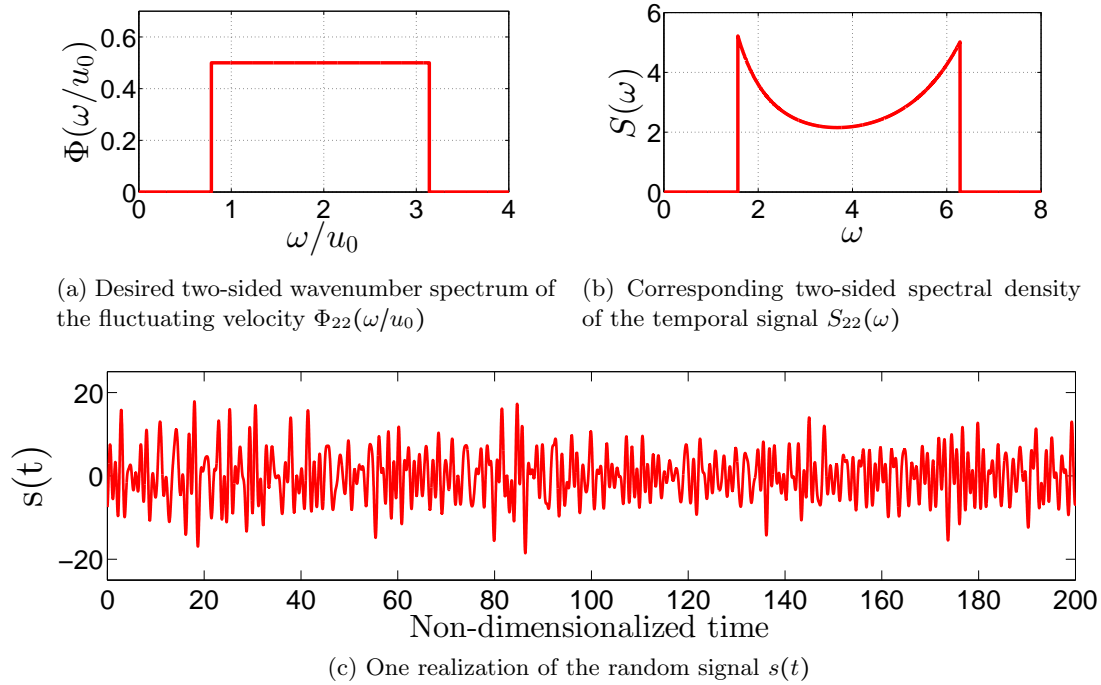 0.6
0.4
0.2
0
Φ(ω/u₀)
0 1 2 3 4
ω/u₀
6
4
2
0
S(ω)
0 2 4 6 8
ω
(a) Desired two-sided wavenumber spectrum of
the fluctuating velocity Φ₂₂(ω/u₀)
(b) Corresponding two-sided spectral density
of the temporal signal S₂₂(ω)
20
0
−20
s(t)
0 20 40 60 80 100 120 140 160 180 200
Non-dimensionalized time
(c) One realization of the random signal s(t)